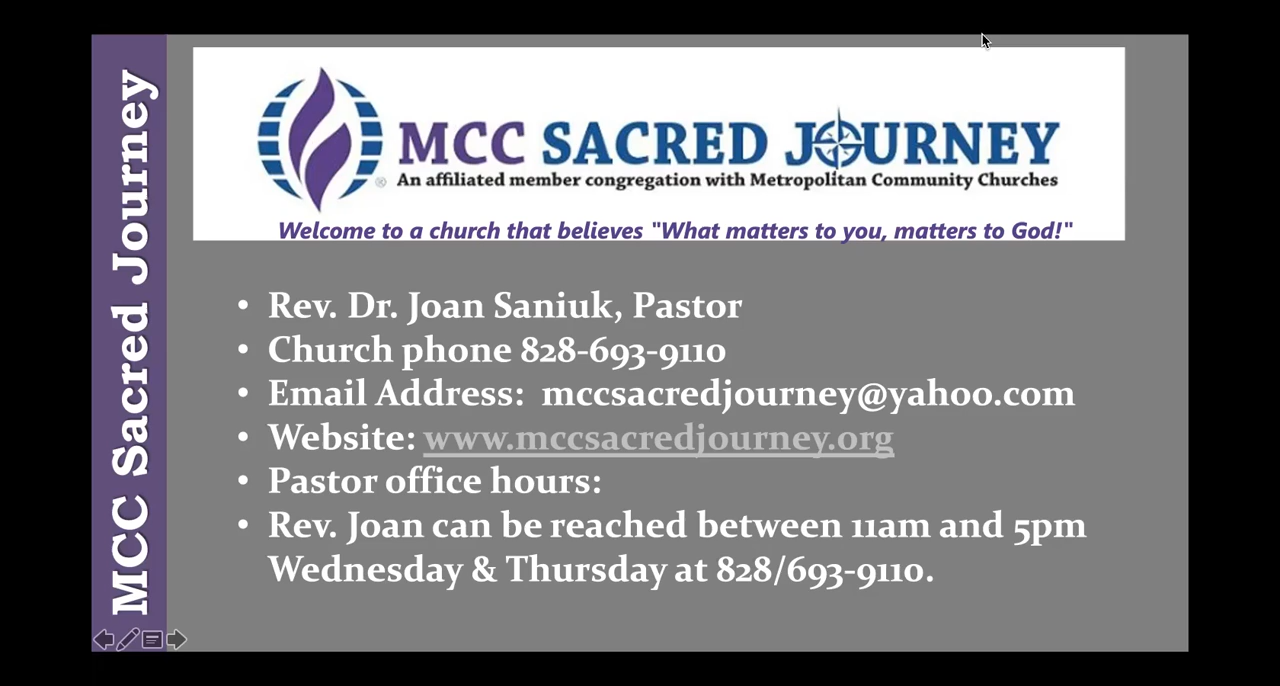 MCC Sacred Journey
MCC SACRED JOURNEY
®
An affiliated member congregation with Metropolitan Community Churches
Welcome to a church that believes "What matters to you, matters to God!"
• Rev. Dr. Joan Saniuk, Pastor
• Church phone 828-693-9110
• Email Address:  mccsacredjourney@yahoo.com
• Website: www.mccsacredjourney.org
• Pastor office hours:
• Rev. Joan can be reached between 11am and 5pm
Wednesday & Thursday at 828/693-9110.